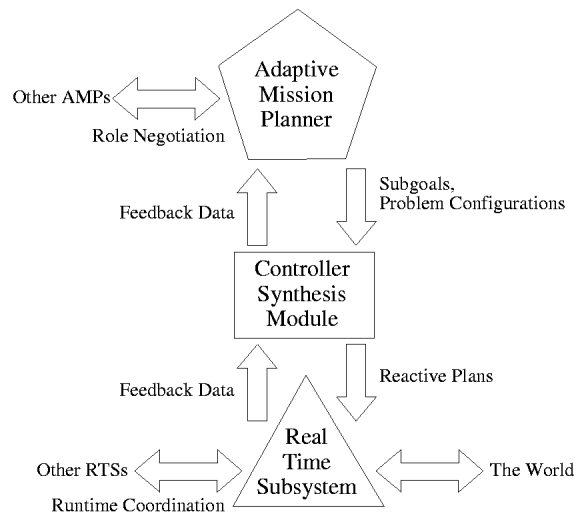 Adaptive
Mission
Planner
Other AMPs
Role Negotiation
Subgoals,
Problem Configurations
Feedback Data
Controller
Synthesis
Module
Reactive Plans
Feedback Data
Real
Time
Subsystem
Other RTSs
Runtime Coordination
The World